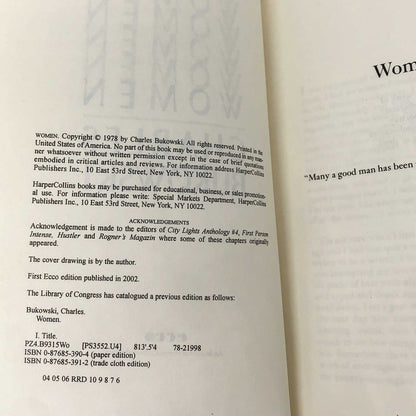 WOMEN. Copyright © 1978 by Charles Bukowski. All rights reserved. Printed in the
United States of America. No part of this book may be used or reproduced in any man-
ner whatsoever without written permission except in the case of brief quotations
embodied in critical articles and reviews. For information address HarperCollins
Publishers Inc., 10 East 53rd Street, New York, NY 10022.
HarperCollins books may be purchased for educational, business, or sales promotion-
al use. For information please write: Special Markets Department, HarperCollins
Publishers Inc., 10 East 53rd Street, New York, NY 10022.
ACKNOWLEDGEMENTS
Acknowledgement is made to the editors of City Lights Anthology #4, First Person
Intense, Hustler and Rogner's Magazin where some of these chapters originally
appeared.
The cover drawing is by the author.
First Ecco edition published in 2002.
The Library of Congress has catalogued a previous edition as follows:
Bukowski, Charles.
Women.
I. Title.
PZ4.B9315Wo [PS3552.U4] 813'.5'4 78-21998
ISBN 0-87685-390-4 (paper edition)
ISBN 0-87685-391-2 (trade cloth edition)
04 05 06 RRD 10 9 8 7 6
Wom
"Many a good man has been